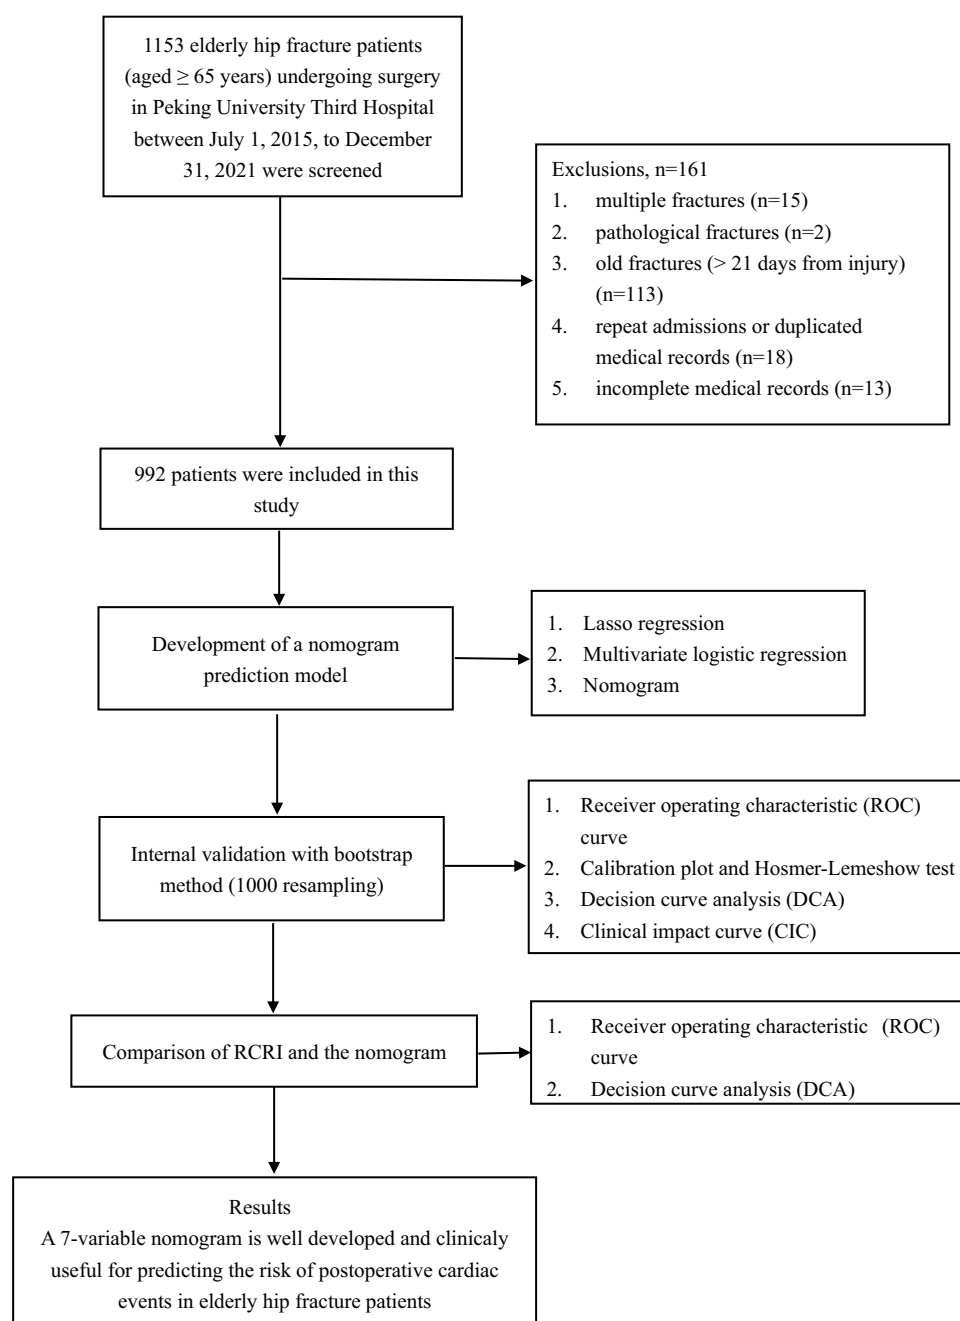 1153 elderly hip fracture patients
(aged ≥ 65 years) undergoing surgery
in Peking University Third Hospital
between July 1, 2015, to December
31, 2021 were screened
Exclusions, n=161
1. multiple fractures (n=15)
2. pathological fractures (n=2)
3. old fractures (> 21 days from injury)
(n=113)
4. repeat admissions or duplicated
medical records (n=18)
5. incomplete medical records (n=13)
992 patients were included in this
study
Development of a nomogram
prediction model
1. Lasso regression
2. Multivariate logistic regression
3. Nomogram
Internal validation with bootstrap
method (1000 resampling)
1. Receiver operating characteristic (ROC)
curve
2. Calibration plot and Hosmer-Lemeshow test
3. Decision curve analysis (DCA)
4. Clinical impact curve (CIC)
Comparison of RCRI and the nomogram
1. Receiver operating characteristic (ROC)
curve
2. Decision curve analysis (DCA)
Results
A 7-variable nomogram is well developed and clinicaly
useful for predicting the risk of postoperative cardiac
events in elderly hip fracture patients